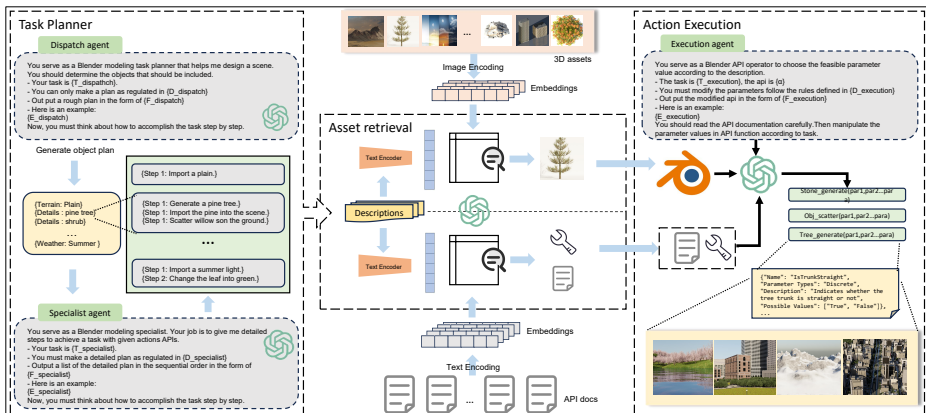 Task Planner
Dispatch agent
You serve as a Blender modeling task planner that helps me design a scene.
You should determine the objects that should be included.
- Your task is {T_dispathch}.
- You can only make a plan as regulated in {D_dispatch}
- Out put a rough plan in the form of {F_dispatch}
- Here is an example:
{E_dispatch}
Now, you must think about how to accomplish the task step by step.
Generate object plan
{Terrain: Plain}
{Details : pine tree}
{Details : shrub}
...
{Weather: Summer }
{Step 1: Import a plain.}
{Step 1: Generate a pine tree.}
{Step 1: Import the pine into the scene.}
{Step 1: Scatter willow son the ground.}
...
{Step 1: Import a summer light.}
{Step 2: Change the leaf into green.}
Specialist agent
You serve as a Blender modeling specialist. Your job is to give me detailed
steps to achieve a task with given actions APIs.
- Your task is {T_specialist}.
- You must make a detailed plan as regulated in {D_specialist}
- Output a list of the detailed plan in the sequential order in the form of
{F_specialist}
- Here is an example:
{E_specialist}
Now, you must think about how to accomplish the task step by step.
...
3D assets
Image Encoding
Embeddings
Asset retrieval
Text Encoder
Descriptions
Text Encoder
Embeddings
Text Encoding
...
API docs
Action Execution
Execution agent
You serve as a Blender API operator to choose the feasible parameter
value according to the description.
- The task is {T_execution}, the api is {α}
- You must modify the parameters follow the rules defined in {D_execution}
- Out put the modified api in the form of {F_execution}
- Here is an example:
{E_execution}
You should read the API documentation carefully.Then manipulate the
parameter values in API function according to task.
Stone_generate(par1,par2...par
a)
Obj_scatter(par1,par2...para)
Tree_generate(par1,par2...para)
{"Name": "IsTrunkStraight",
"Parameter Types": "Discrete",
"Description": "Indicates whether the
tree trunk is straight or not",
"Possible Values": ["True", "False"]},
...